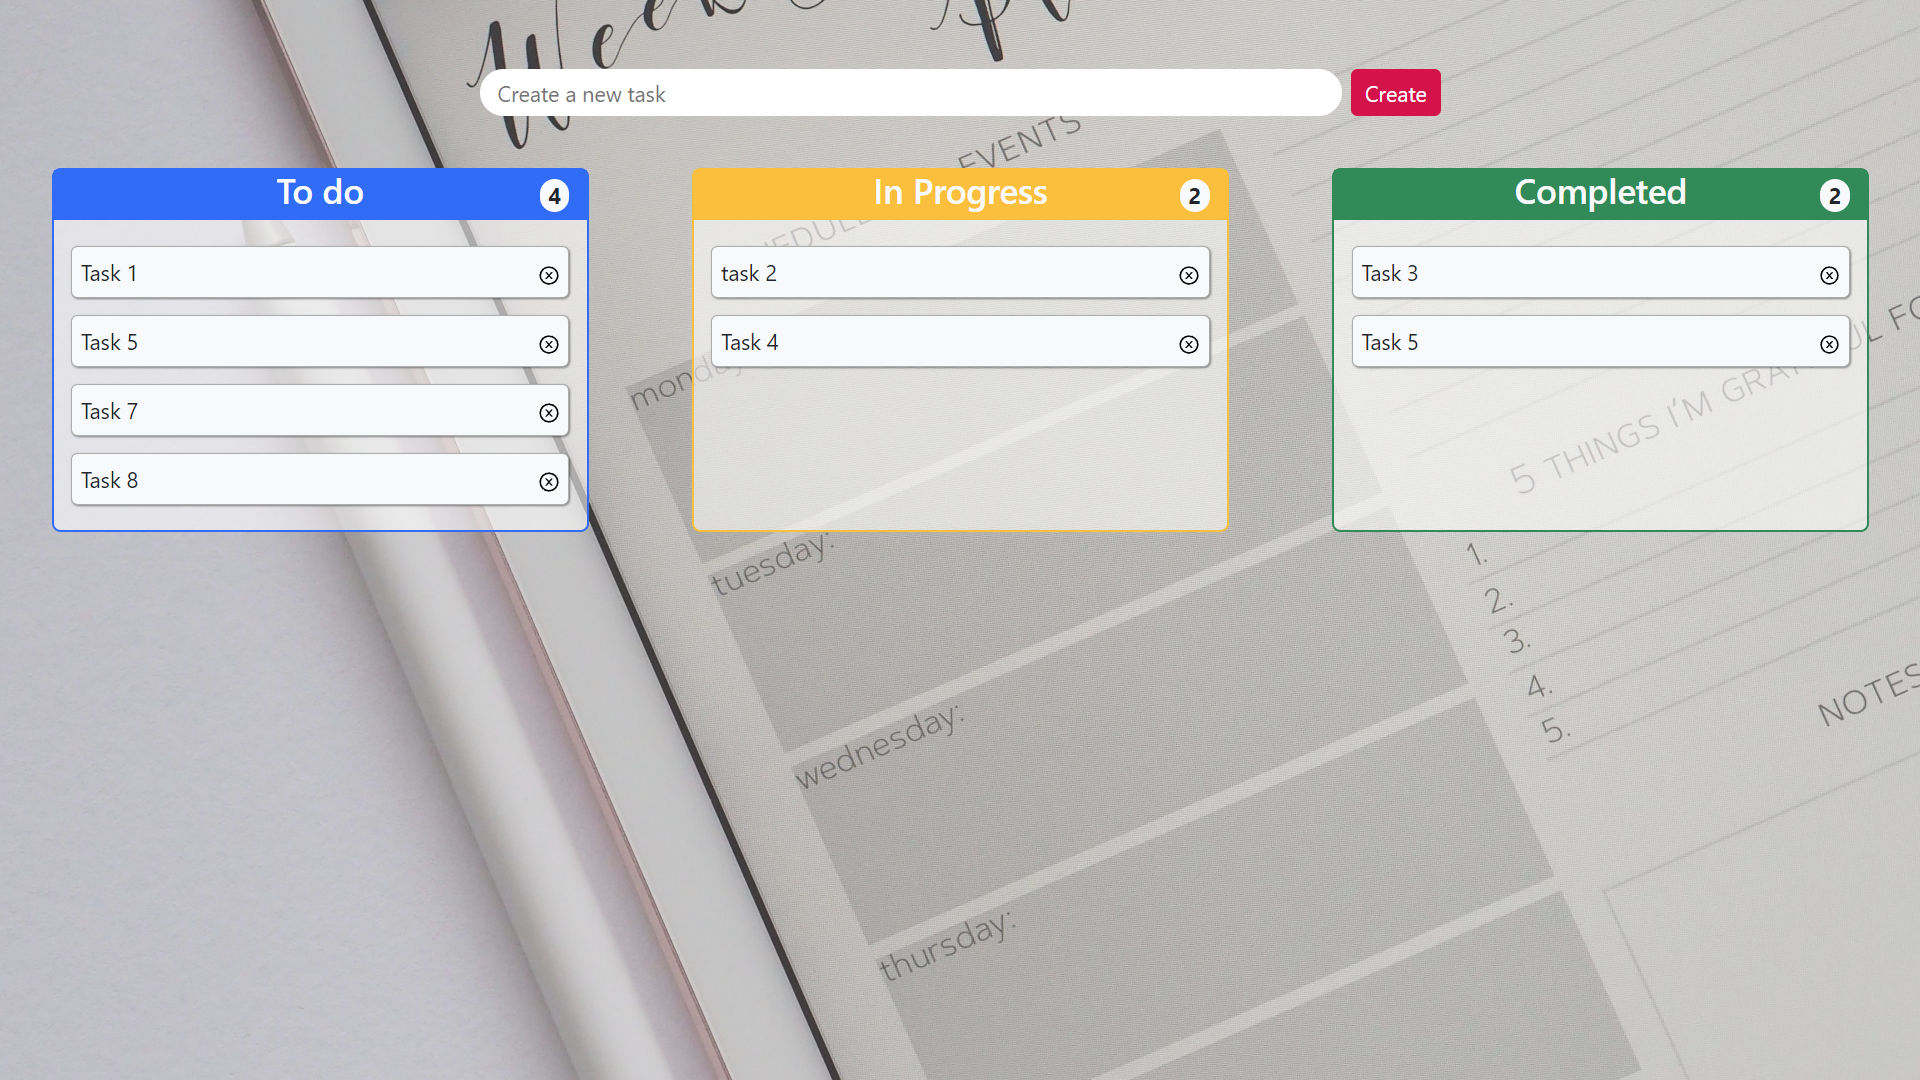 Create a new task
Create
EVENTS
To do
4
In Progress
2
Completed
2
Task 1
Task 5
Task 7
Task 8
task 2
Task 4
Task 3
Task 5
monday
5 THINGS I'M
tuesday:
wednesday:
thursday:
1.
2.
3.
4.
5.
NOTES